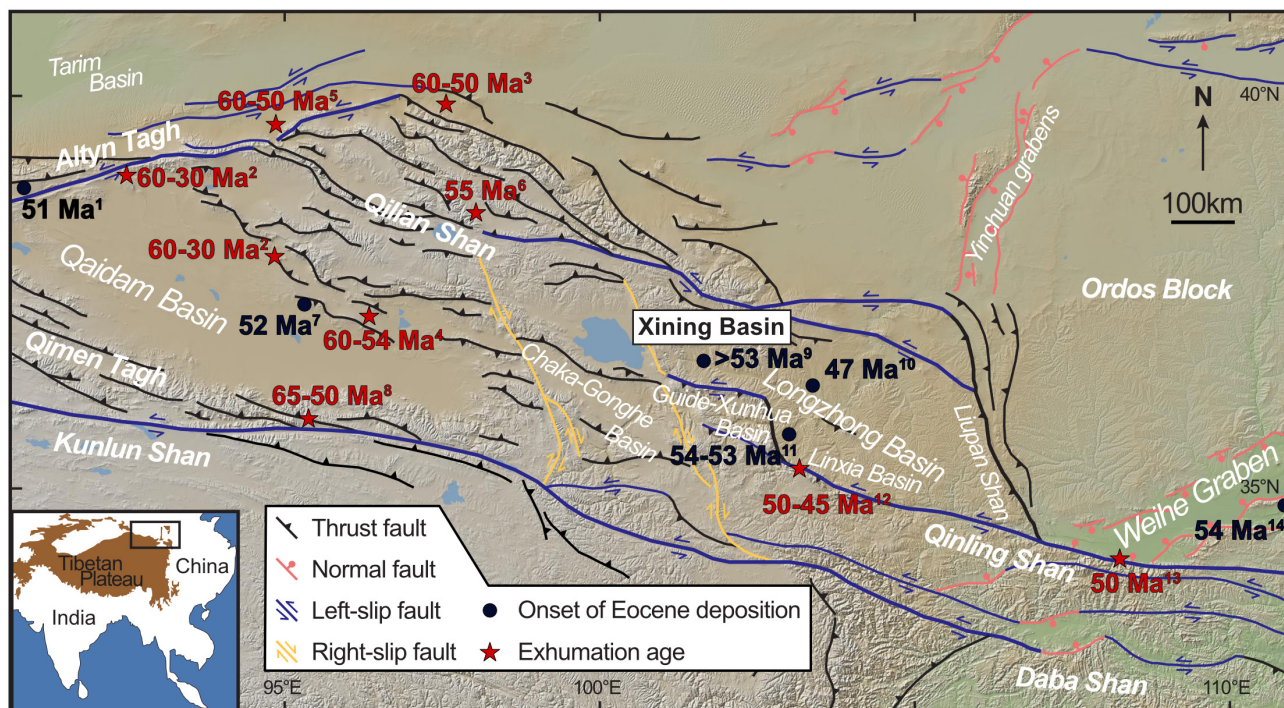 Tarim
Basin
60-50 Ma³
60-50 Ma⁵
40°N
N
Altyn Tagh
60-30 Ma²
51 Ma¹
55 Ma⁶
100km
Yinchuan grabens
Qilian Shan
60-30 Ma²
Qaidam Basin
Ordos Block
52 Ma⁷
60-54 Ma⁴
Xining Basin
>53 Ma⁹
47 Ma¹⁰
Qimen Tagh
65-50 Ma⁸
Chaka-Gonghe
Basin
Guide-Xunhua
Basin
Longzhong Basin
Liupan Shan
Kunlun Shan
54-53 Ma¹¹
Linxia Basin
50-45 Ma¹²
35°N
Weihe Graben
54 Ma¹⁴
Qinling Shan
50 Ma¹³
Tibetan
Plateau
China
India
Thrust fault
Normal fault
Left-slip fault
Right-slip fault
Onset of Eocene deposition
Exhumation age
Daba Shan
95°E
100°E
110°E